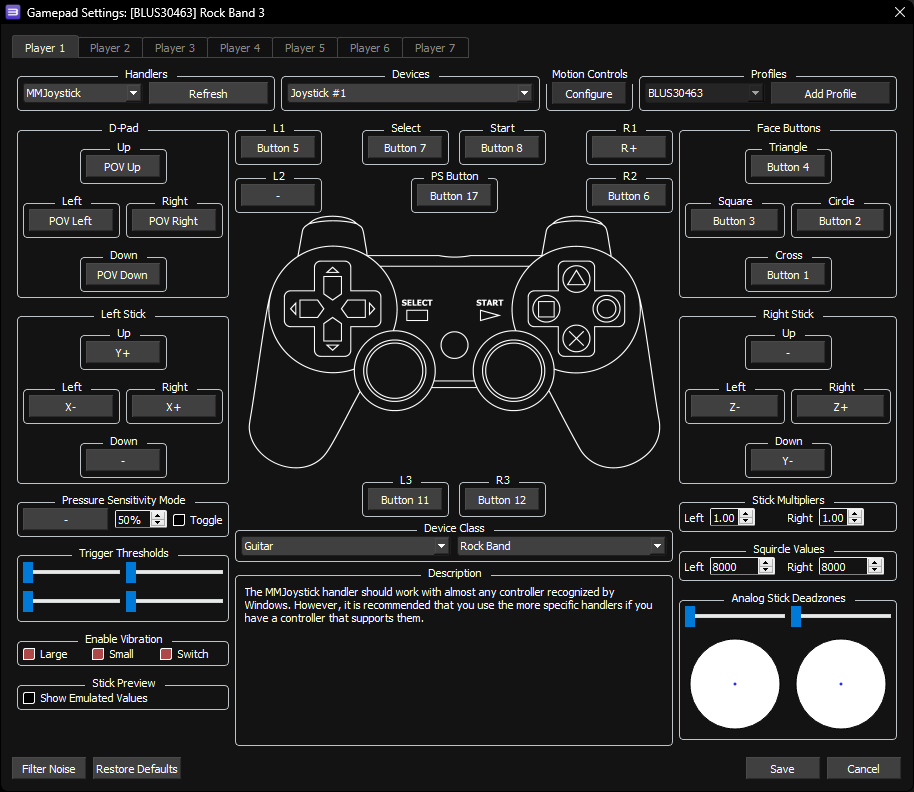 Gamepad Settings: [BLUS30463] Rock Band 3
Player 1 Player 2 Player 3 Player 4 Player 5 Player 6 Player 7
Handlers
MMJoystick Refresh
Devices
Joystick #1
Motion Controls
Configure
Profiles
BLUS30463 Add Profile
D-Pad
Up
POV Up
Left Right
POV Left POV Right
Down
POV Down
L1
Button 5
L2
-
Select
Button 7
Start
Button 8
PS Button
Button 17
R1
R+
R2
Button 6
Face Buttons
Triangle
Button 4
Square Circle
Button 3 Button 2
Cross
Button 1
SELECT START
Left Stick
Up
Y+
Left Right
X- X+
Down
-
Right Stick
Up
-
Left Right
Z- Z+
Down
Y-
L3 R3
Button 11 Button 12
Pressure Sensitivity Mode
- 50% Toggle
Trigger Thresholds
Enable Vibration
Large Small Switch
Stick Preview
Show Emulated Values
Device Class
Guitar Rock Band
Description
The MMJoystick handler should work with almost any controller recognized by
Windows. However, it is recommended that you use the more specific handlers if you
have a controller that supports them.
Stick Multipliers
Left 1.00 Right 1.00
Squircle Values
Left 8000 Right 8000
Analog Stick Deadzones
Filter Noise Restore Defaults Save Cancel